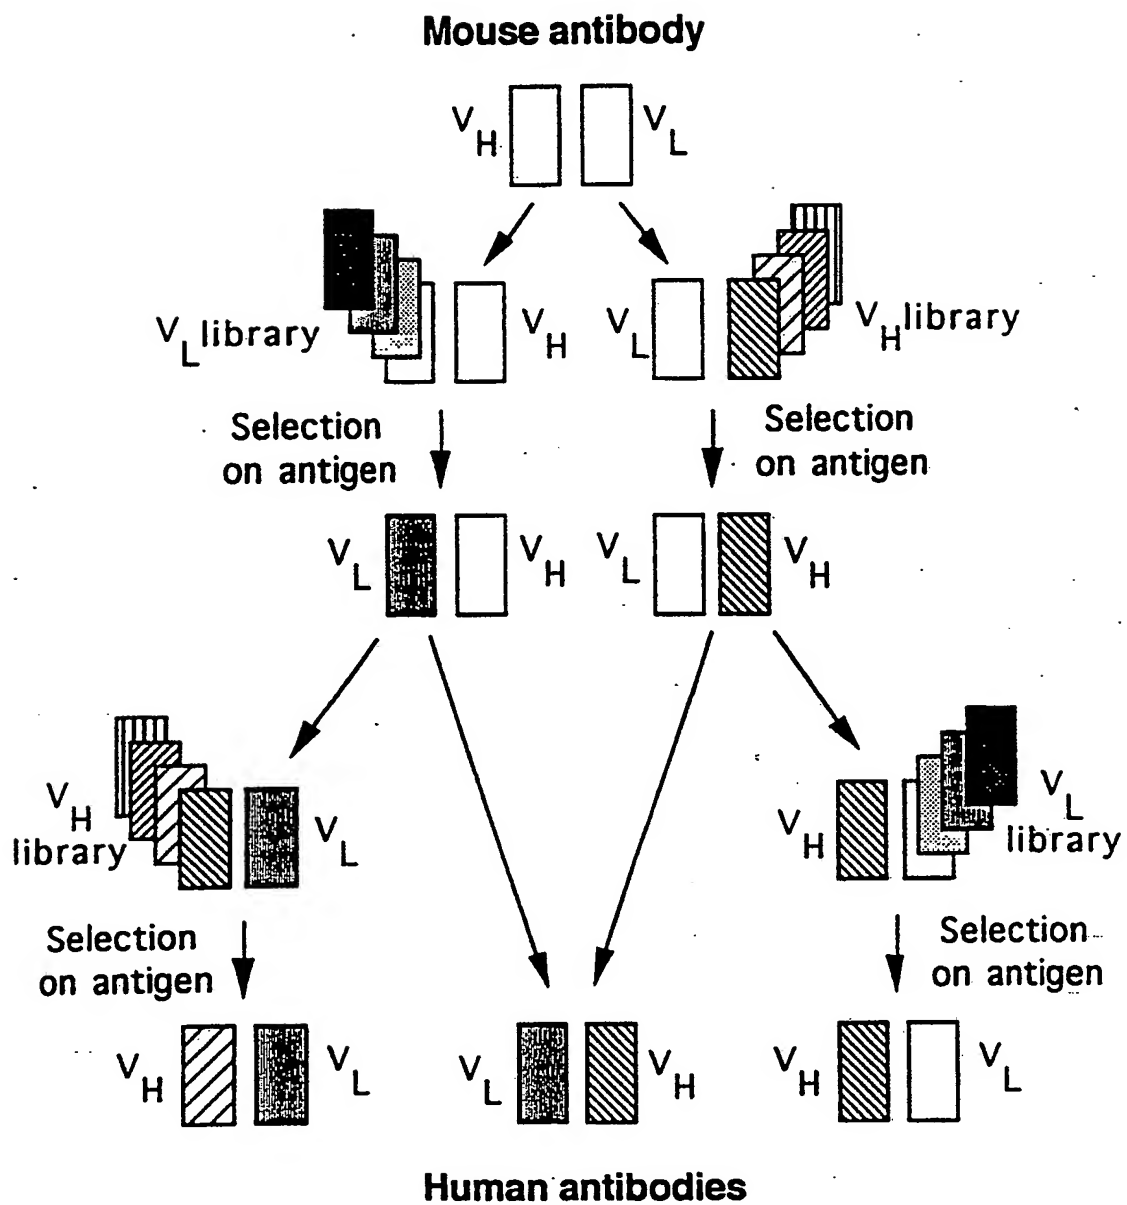 Mouse antibody
VH VL
VL library VH VL VH library
Selection on antigen Selection on antigen
VL VH VL VH
VH library VL VH VL library
Selection on antigen Selection on antigen
VH VL VL VH VH VL
Human antibodies